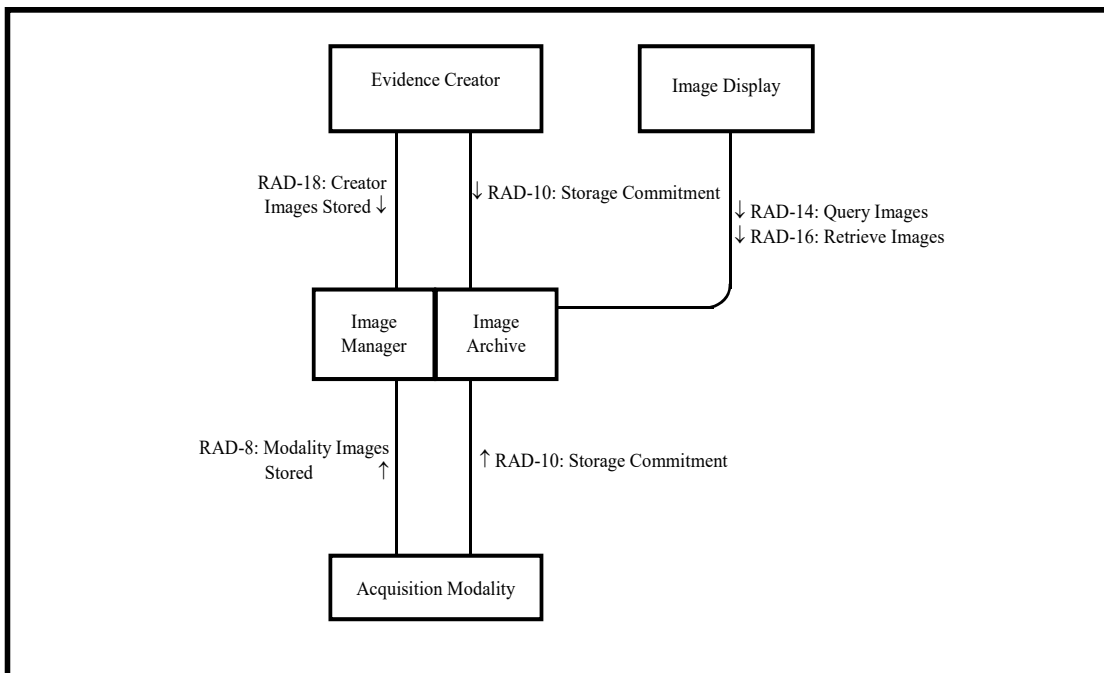 Evidence Creator
Image Display
RAD-18: Creator
Images Stored ↓
↓ RAD-10: Storage Commitment
↓ RAD-14: Query Images
↓ RAD-16: Retrieve Images
Image
Manager
Image
Archive
RAD-8: Modality Images
Stored ↑
↑ RAD-10: Storage Commitment
Acquisition Modality